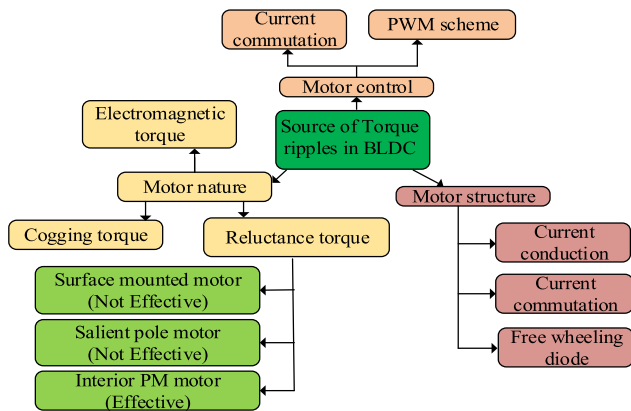 Current
commutation
PWM scheme
Motor control
Electromagnetic
torque
Source of Torque
ripples in BLDC
Motor nature
Motor structure
Cogging torque
Reluctance torque
Current
conduction
Surface mounted motor
(Not Effective)
Current
commutation
Salient pole motor
(Not Effective)
Free wheeling
diode
Interior PM motor
(Effective)